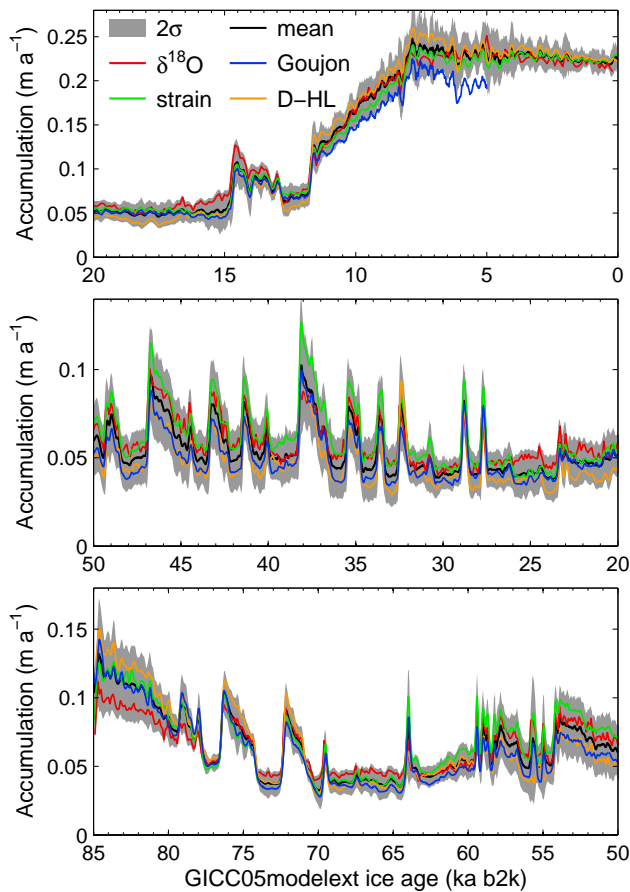 0.25
0.2
0.15
0.1
0.05
0
Accumulation (m a⁻¹)
2σ
mean
δ¹⁸O
Goujon
strain
D−HL
20 15 10 5 0
0.1
0.05
0
Accumulation (m a⁻¹)
50 45 40 35 30 25 20
0.15
0.1
0.05
0
Accumulation (m a⁻¹)
85 80 75 70 65 60 55 50
GICC05modelext ice age (ka b2k)